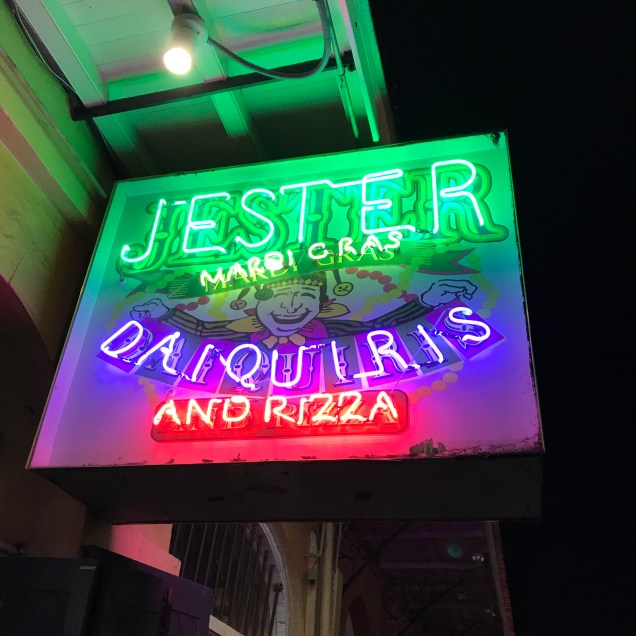 JESTER
MARDI GRAS
DAIQUIRIS
AND RIZZA